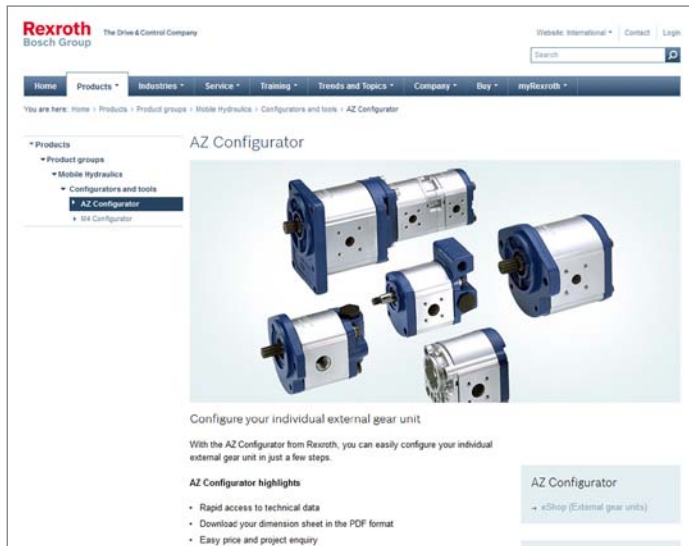 Rexroth
Bosch Group
The Drive & Control Company
Website: International
Contact
Login
Search
Home
Products
Industries
Service
Training
Trends and Topics
Company
Buy
myRexroth
You are here: Home > Products > Product groups > Mobile Hydraulics > Configurators and tools > AZ Configurator
Products
Product groups
Mobile Hydraulics
Configurators and tools
AZ Configurator
M4 Configurator
AZ Configurator
Configure your individual external gear unit
With the AZ Configurator from Rexroth, you can easily configure your individual
external gear unit in just a few steps.
AZ Configurator highlights
• Rapid access to technical data
• Download your dimension sheet in the PDF format
• Easy price and project enquiry
AZ Configurator
→ eShop (External gear units)